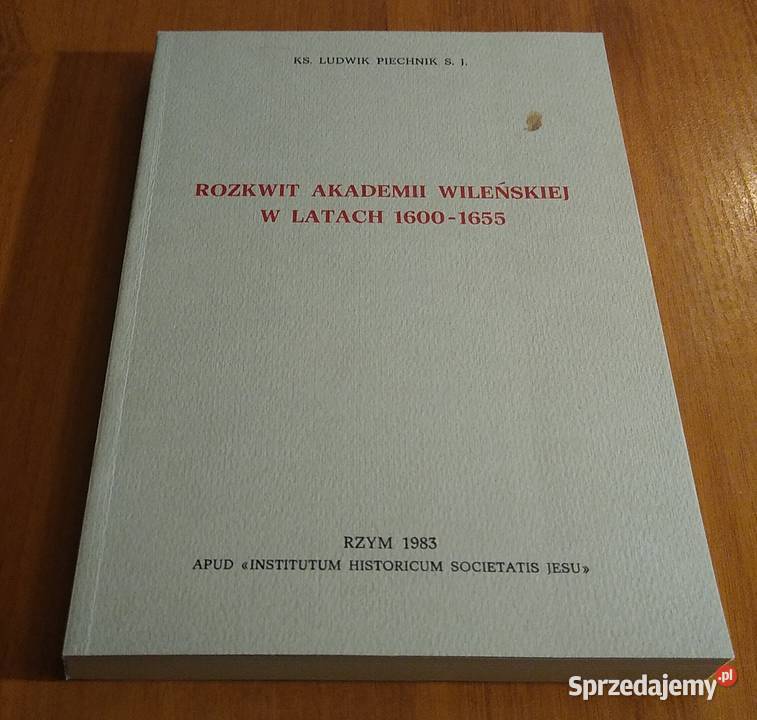 KS. LUDWIK PIECHNIK S. J.
ROZKWIT AKADEMII WILEŃSKIEJ
W LATACH 1600-1655
RZYM 1983
APUD «INSTITUTUM HISTORICUM SOCIETATIS JESU»
Sprzedajemy.pl